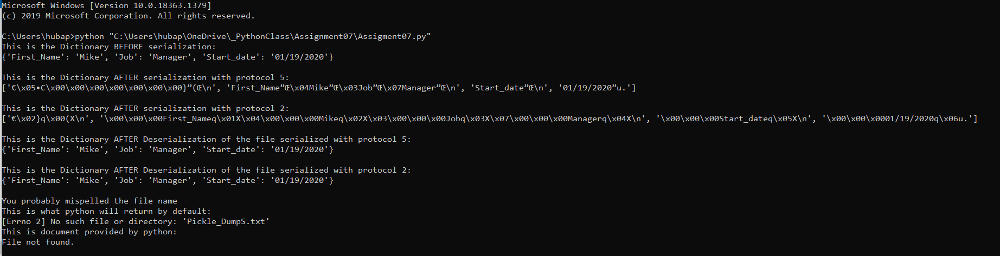 Microsoft Windows [Version 10.0.18363.1379]
(c) 2019 Microsoft Corporation. All rights reserved.
C:\Users\hubap>python "C:\Users\hubap\OneDrive\_PythonClass\Assignment07\Assigment07.py"
This is the Dictionary BEFORE serialization:
{'First_Name': 'Mike', 'Job': 'Manager', 'Start_date': '01/19/2020'}
This is the Dictionary AFTER serialization with protocol 5:
['€\x05•C\x00\x00\x00\x00\x00\x00\x00}”(Œ\n', 'First_Name”Œ\x04Mike”Œ\x03Job”Œ\x07Manager”Œ\n', 'Start_date”Œ\n', '01/19/2020”u.']
This is the Dictionary AFTER serialization with protocol 2:
['€\x02}q\x00(X\n', '\x00\x00\x00First_Nameq\x01X\x04\x00\x00\x00Mikeq\x02X\x03\x00\x00\x00Jobq\x03X\x07\x00\x00\x00Managerq\x04X\n', '\x00\x00\x00Start_dateq\x05X\n', '\x00\x00\x0001/19/2020q\x06u.']
This is the Dictionary AFTER Deserialization of the file serialized with protocol 5:
{'First_Name': 'Mike', 'Job': 'Manager', 'Start_date': '01/19/2020'}
This is the Dictionary AFTER Deserialization of the file serialized with protocol 2:
{'First_Name': 'Mike', 'Job': 'Manager', 'Start_date': '01/19/2020'}
You probably mispelled the file name
This is what python will return by default:
[Errno 2] No such file or directory: 'Pickle_DumpS.txt'
This is document provided by python:
File not found.